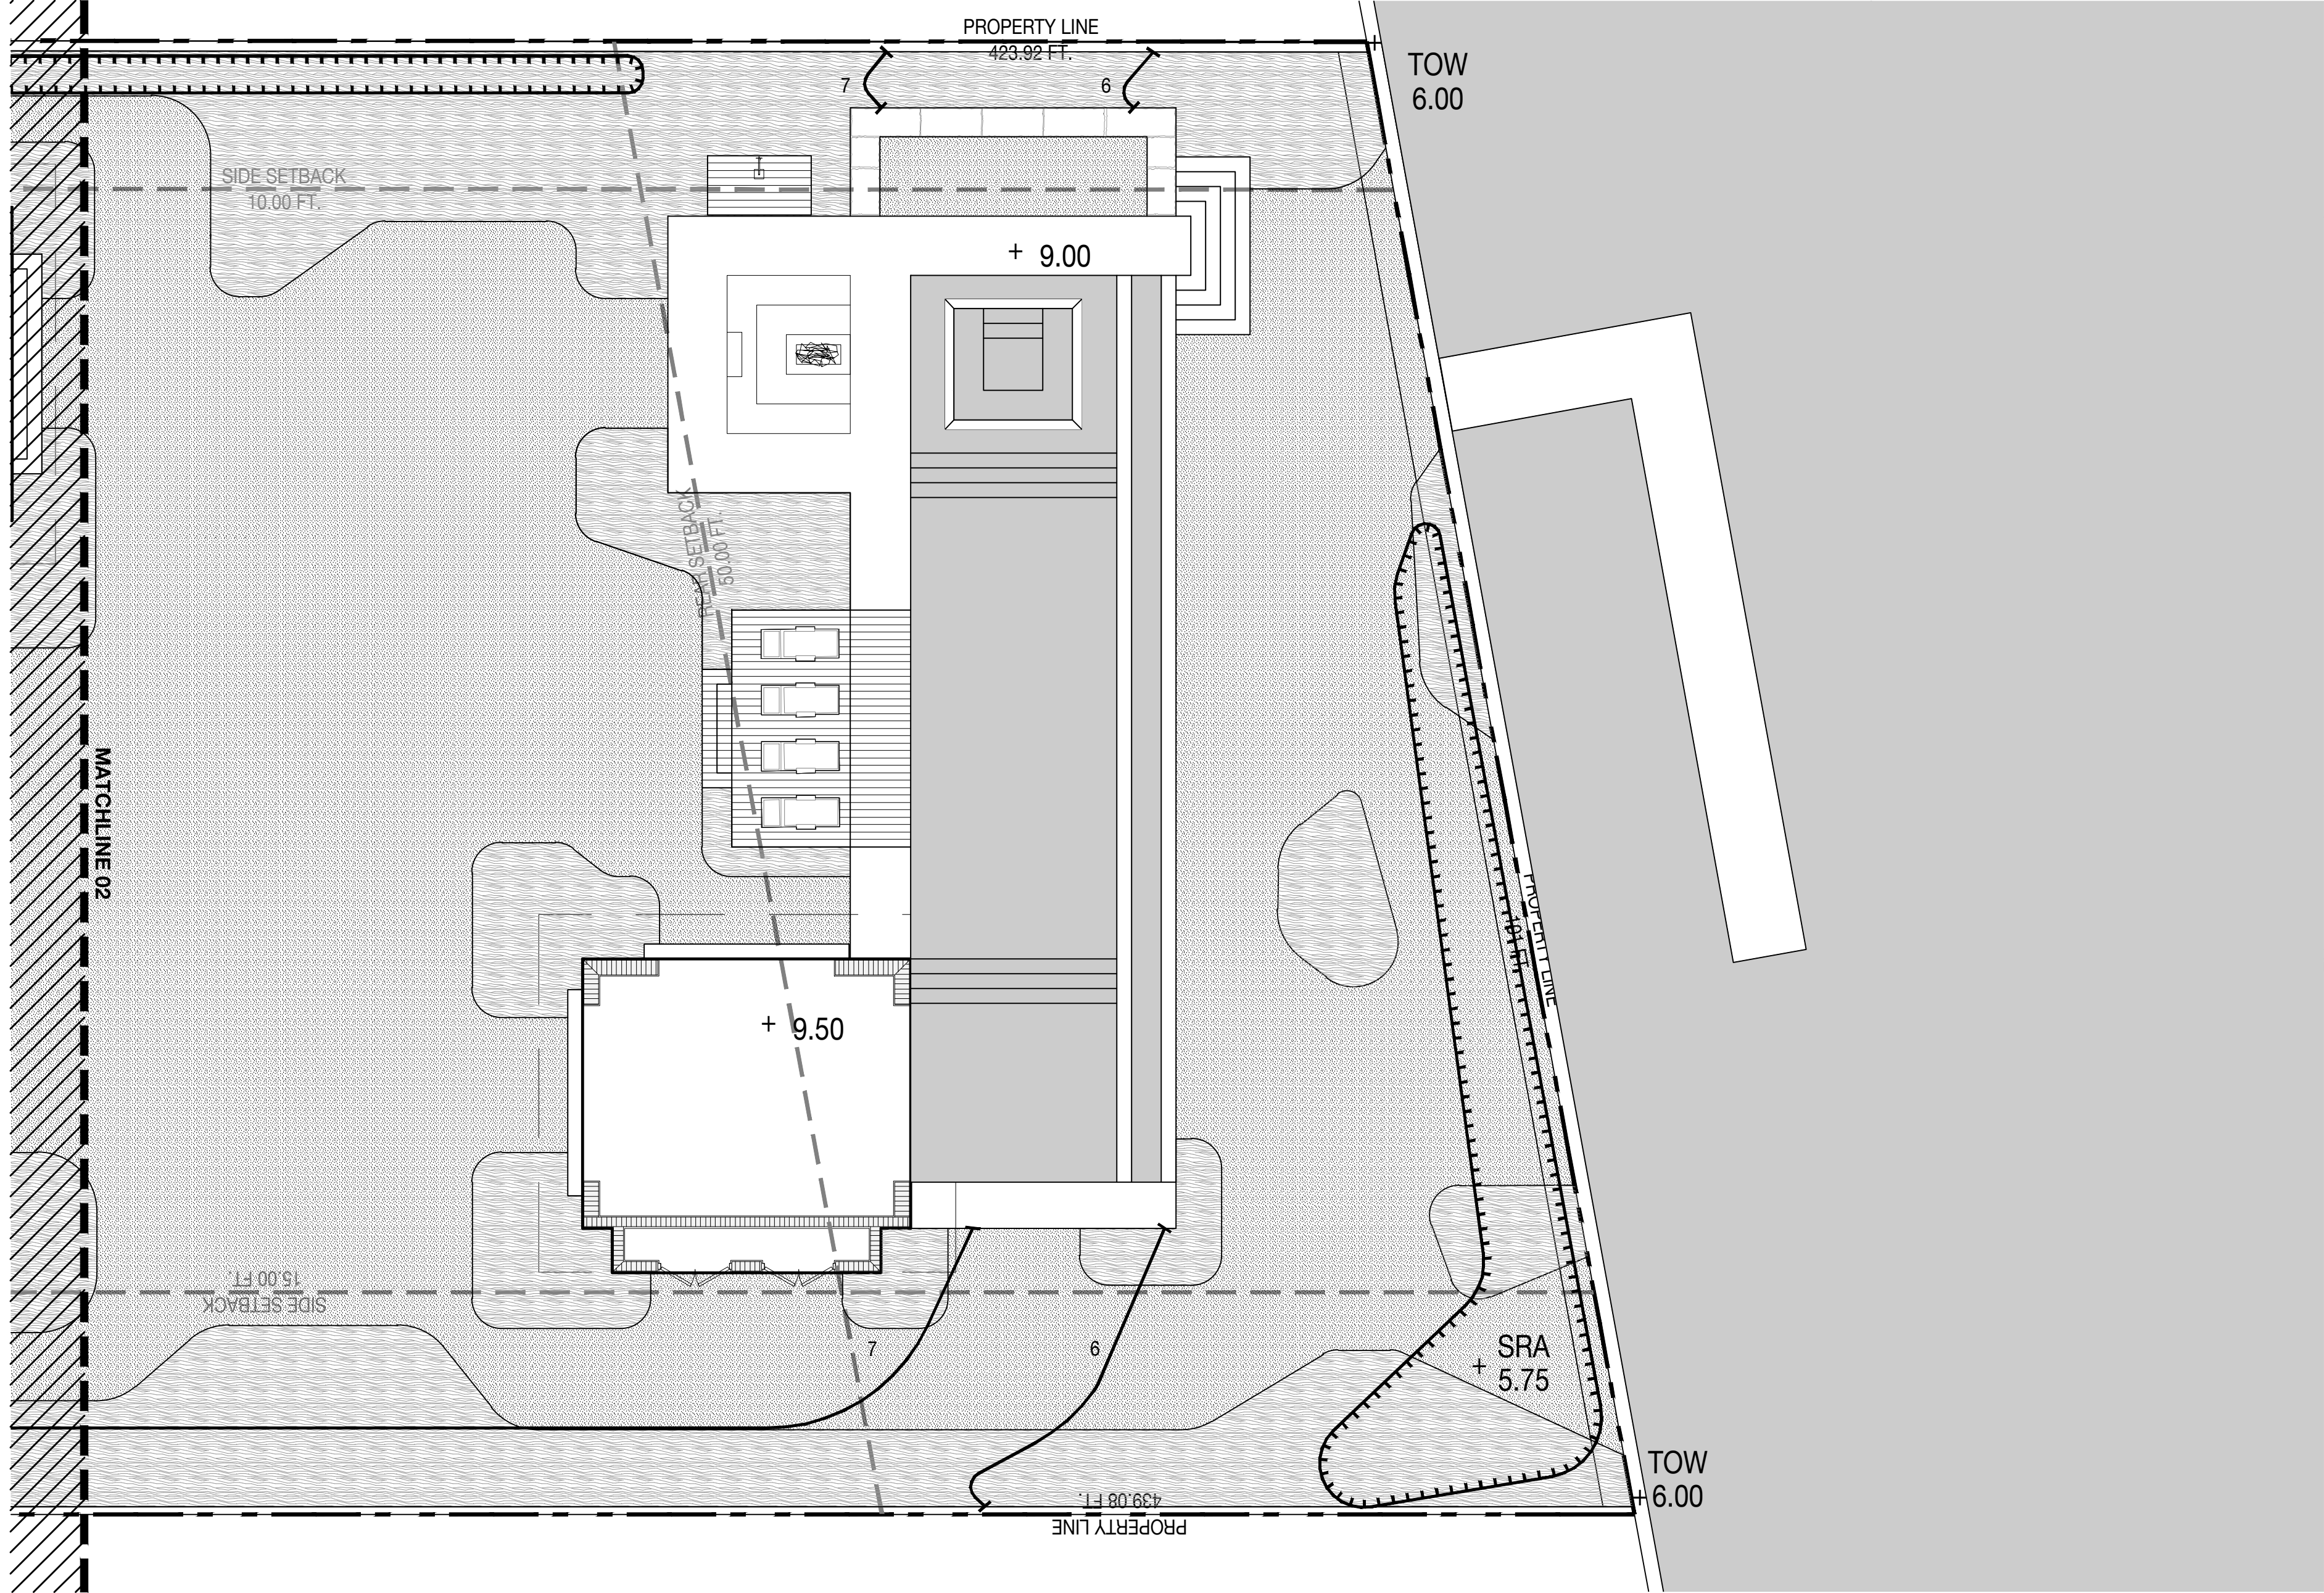 PROPERTY LINE
423.92 FT.
TOW
6.00
7
6
SIDE SETBACK
10.00 FT.
+ 9.00
REAR SETBACK
50.00 FT.
MATCHLINE 02
PROPERTY LINE
101 FT.
+ 9.50
15.00 FT.
SIDE SETBACK
7
6
SRA
+ 5.75
TOW
+ 6.00
439.08 FT.
PROPERTY LINE